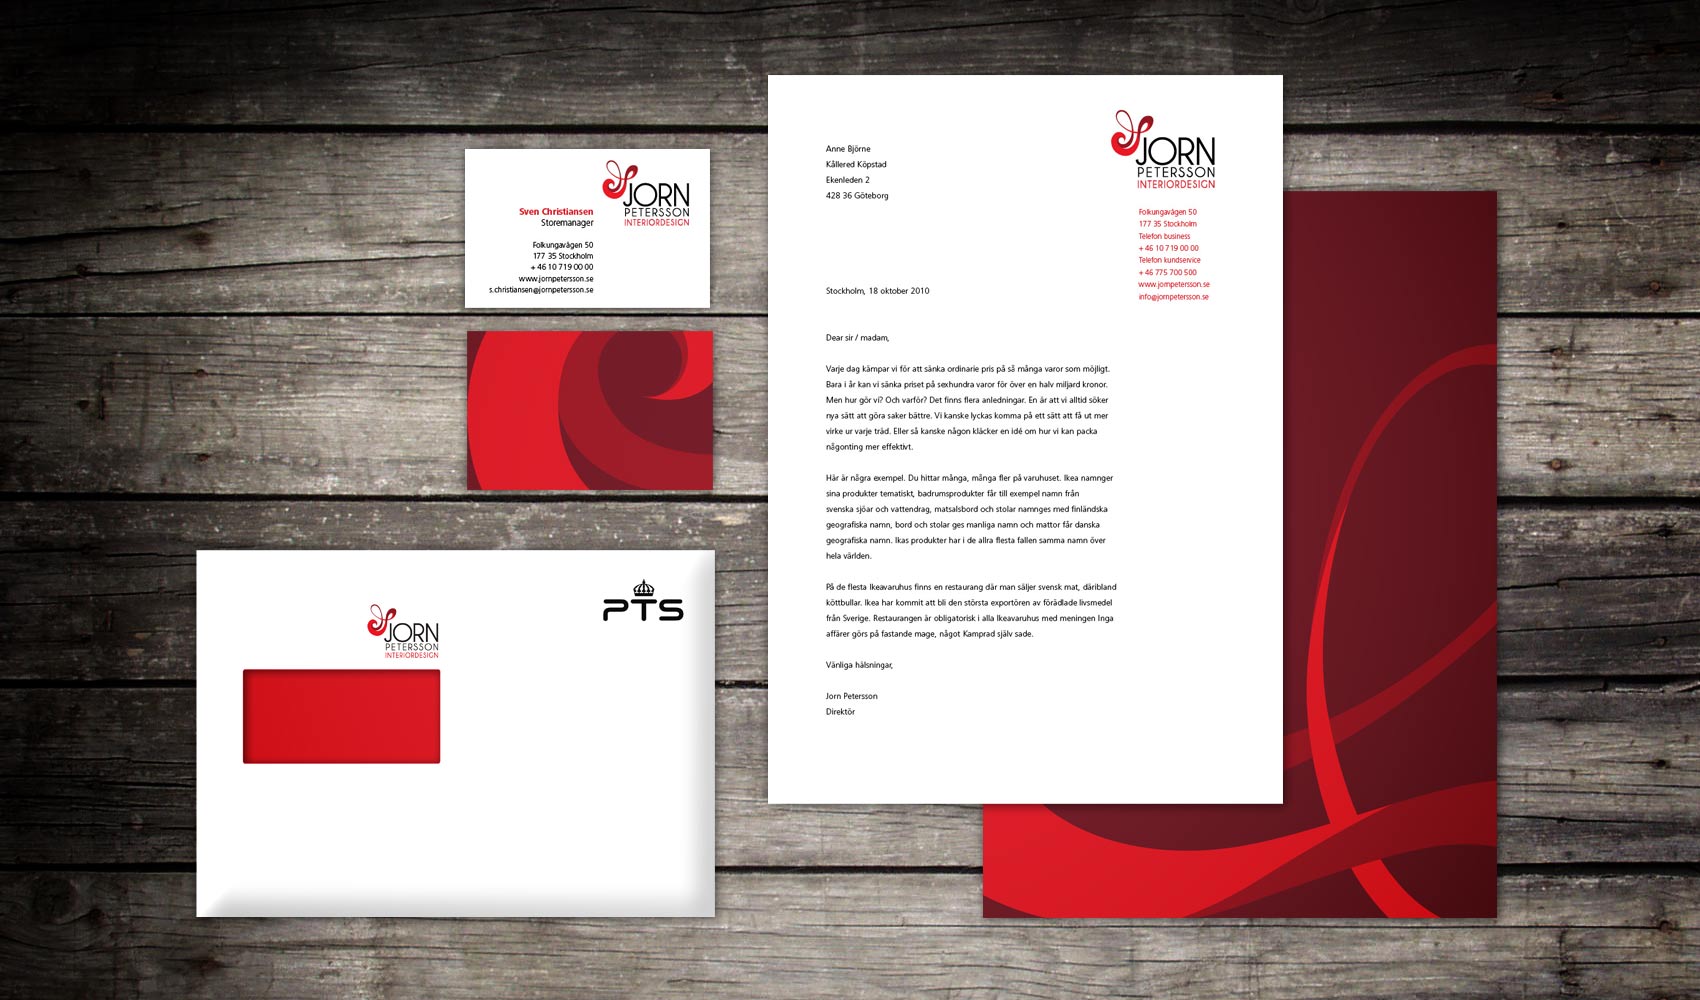 JORN
PETERSSON
INTERIORDESIGN
Sven Christiansen
Storemanager
Folkungavägen 50
177 35 Stockholm
+ 46 10 719 00 00
www.jornpetersson.se
s.christiansen@jornpetersson.se
JORN
PETERSSON
INTERIORDESIGN
PTS
JORN
PETERSSON
INTERIORDESIGN
Folkungavägen 50
177 35 Stockholm
Telefon business
+ 46 10 719 00 00
Telefon kundservice
+ 46 775 700 500
www.jornpetersson.se
info@jornpetersson.se
Anne Björne
Kållered Köpstad
Ekenleden 2
428 36 Göteborg
Stockholm, 18 oktober 2010
Dear sir / madam,
Varje dag kämpar vi för att sänka ordinarie pris på så många varor som möjligt.
Bara i år kan vi sänka priset på sexhundra varor för över en halv miljard kronor.
Men hur gör vi? Och varför? Det finns flera anledningar. En är att vi alltid söker
nya sätt att göra saker bättre. Vi kanske lyckas komma på ett sätt att få ut mer
virke ur varje träd. Eller så kanske någon kläcker en idé om hur vi kan packa
någonting mer effektivt.
Här är några exempel. Du hittar många, många fler på varuhuset. Ikea namnger
sina produkter tematiskt, badrumsprodukter får till exempel namn från
svenska sjöar och vattendrag, matsalsbord och stolar namnges med finländska
geografiska namn, bord och stolar ges manliga namn och mattor får danska
geografiska namn. Ikas produkter har i de allra flesta fallen samma namn över
hela världen.
På de flesta Ikeavaruhus finns en restaurang där man säljer svensk mat, däribland
köttbullar. Ikea har kommit att bli den största exportören av förädlade livsmedel
från Sverige. Restaurangen är obligatorisk i alla Ikeavaruhus med meningen Inga
affärer görs på fastande mage, något Kamprad själv sade.
Vänliga hälsningar,
Jorn Petersson
Direktör